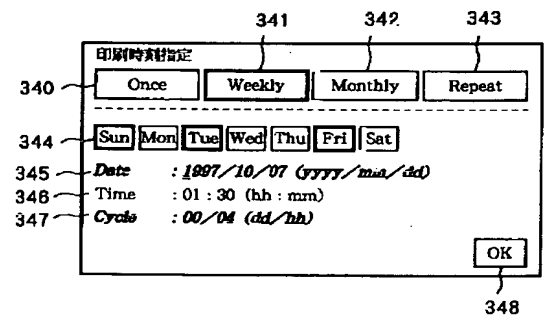 341 342 343
印刷時刻指定
340 Once Weekly Monthly Repeat
344 Sun Mon Tue Wed Thu Fri Sat
345 Date : 1997/10/07 (yyyy/mm/dd)
346 Time : 01 : 30 (hh : mm)
347 Cycle : 00/04 (dd/hh)
OK
348